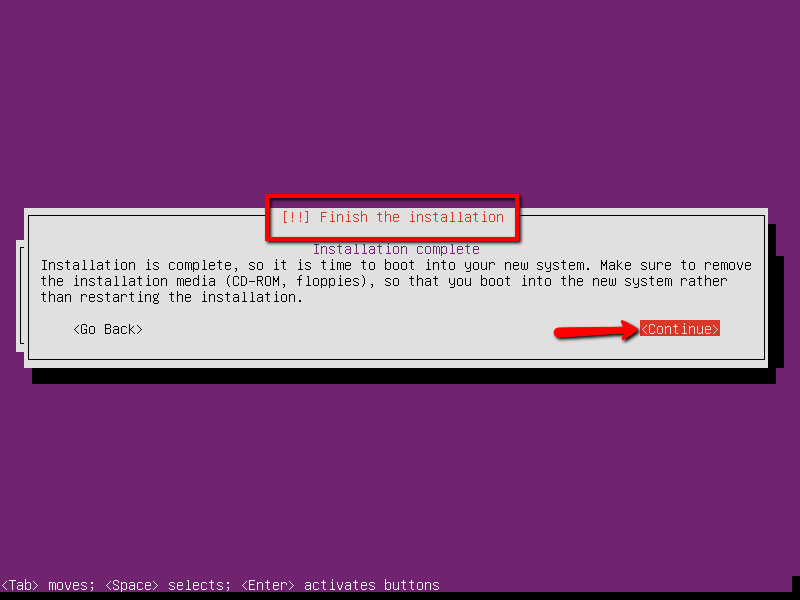 [!!] Finish the installation
Installation complete
Installation is complete, so it is time to boot into your new system. Make sure to remove
the installation media (CD-ROM, floppies), so that you boot into the new system rather
than restarting the installation.
<Go Back> <Continue>
<Tab> moves; <Space> selects; <Enter> activates buttons